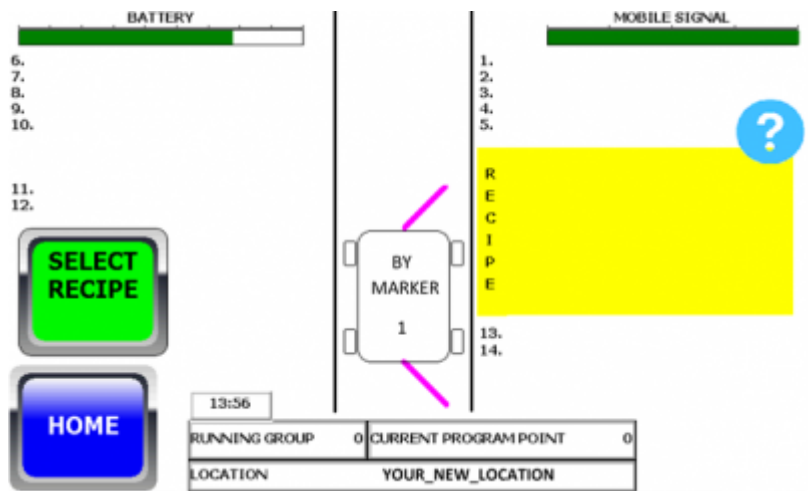 BATTERY
MOBILE SIGNAL
6.
7.
8.
9.
10.
11.
12.
1.
2.
3.
4.
5.
?
R
E
C
I
P
E
13.
14.
BY
MARKER
1
SELECT
RECIPE
HOME
13:56
RUNNING GROUP 0 CURRENT PROGRAM POINT 0
LOCATION YOUR_NEW_LOCATION